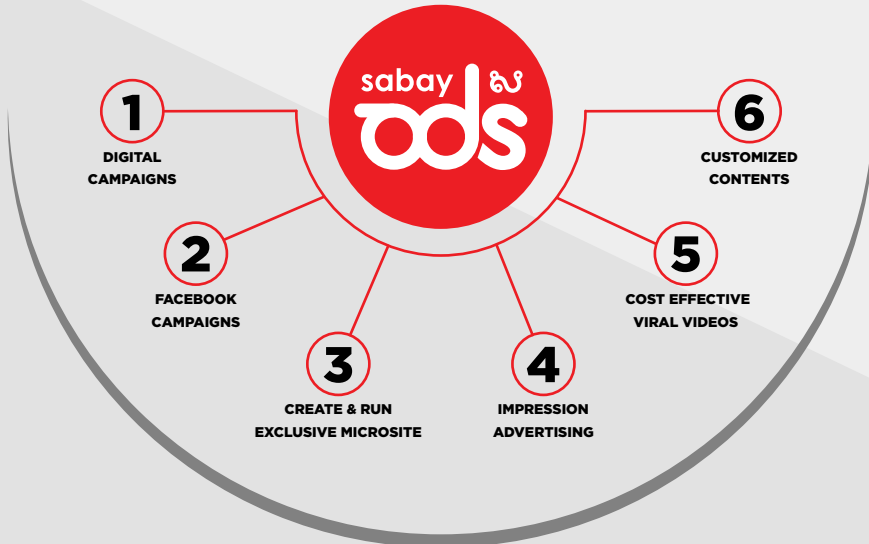 sabay ស
ads
1
DIGITAL
CAMPAIGNS
2
FACEBOOK
CAMPAIGNS
3
CREATE & RUN
EXCLUSIVE MICROSITE
4
IMPRESSION
ADVERTISING
5
COST EFFECTIVE
VIRAL VIDEOS
6
CUSTOMIZED
CONTENTS